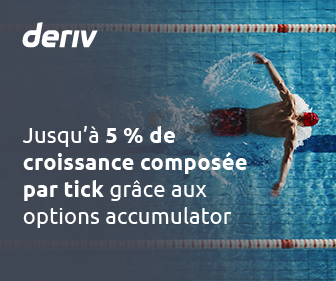 deriv
Jusqu'à 5 % de
croissance composée
par tick grâce aux
options accumulator